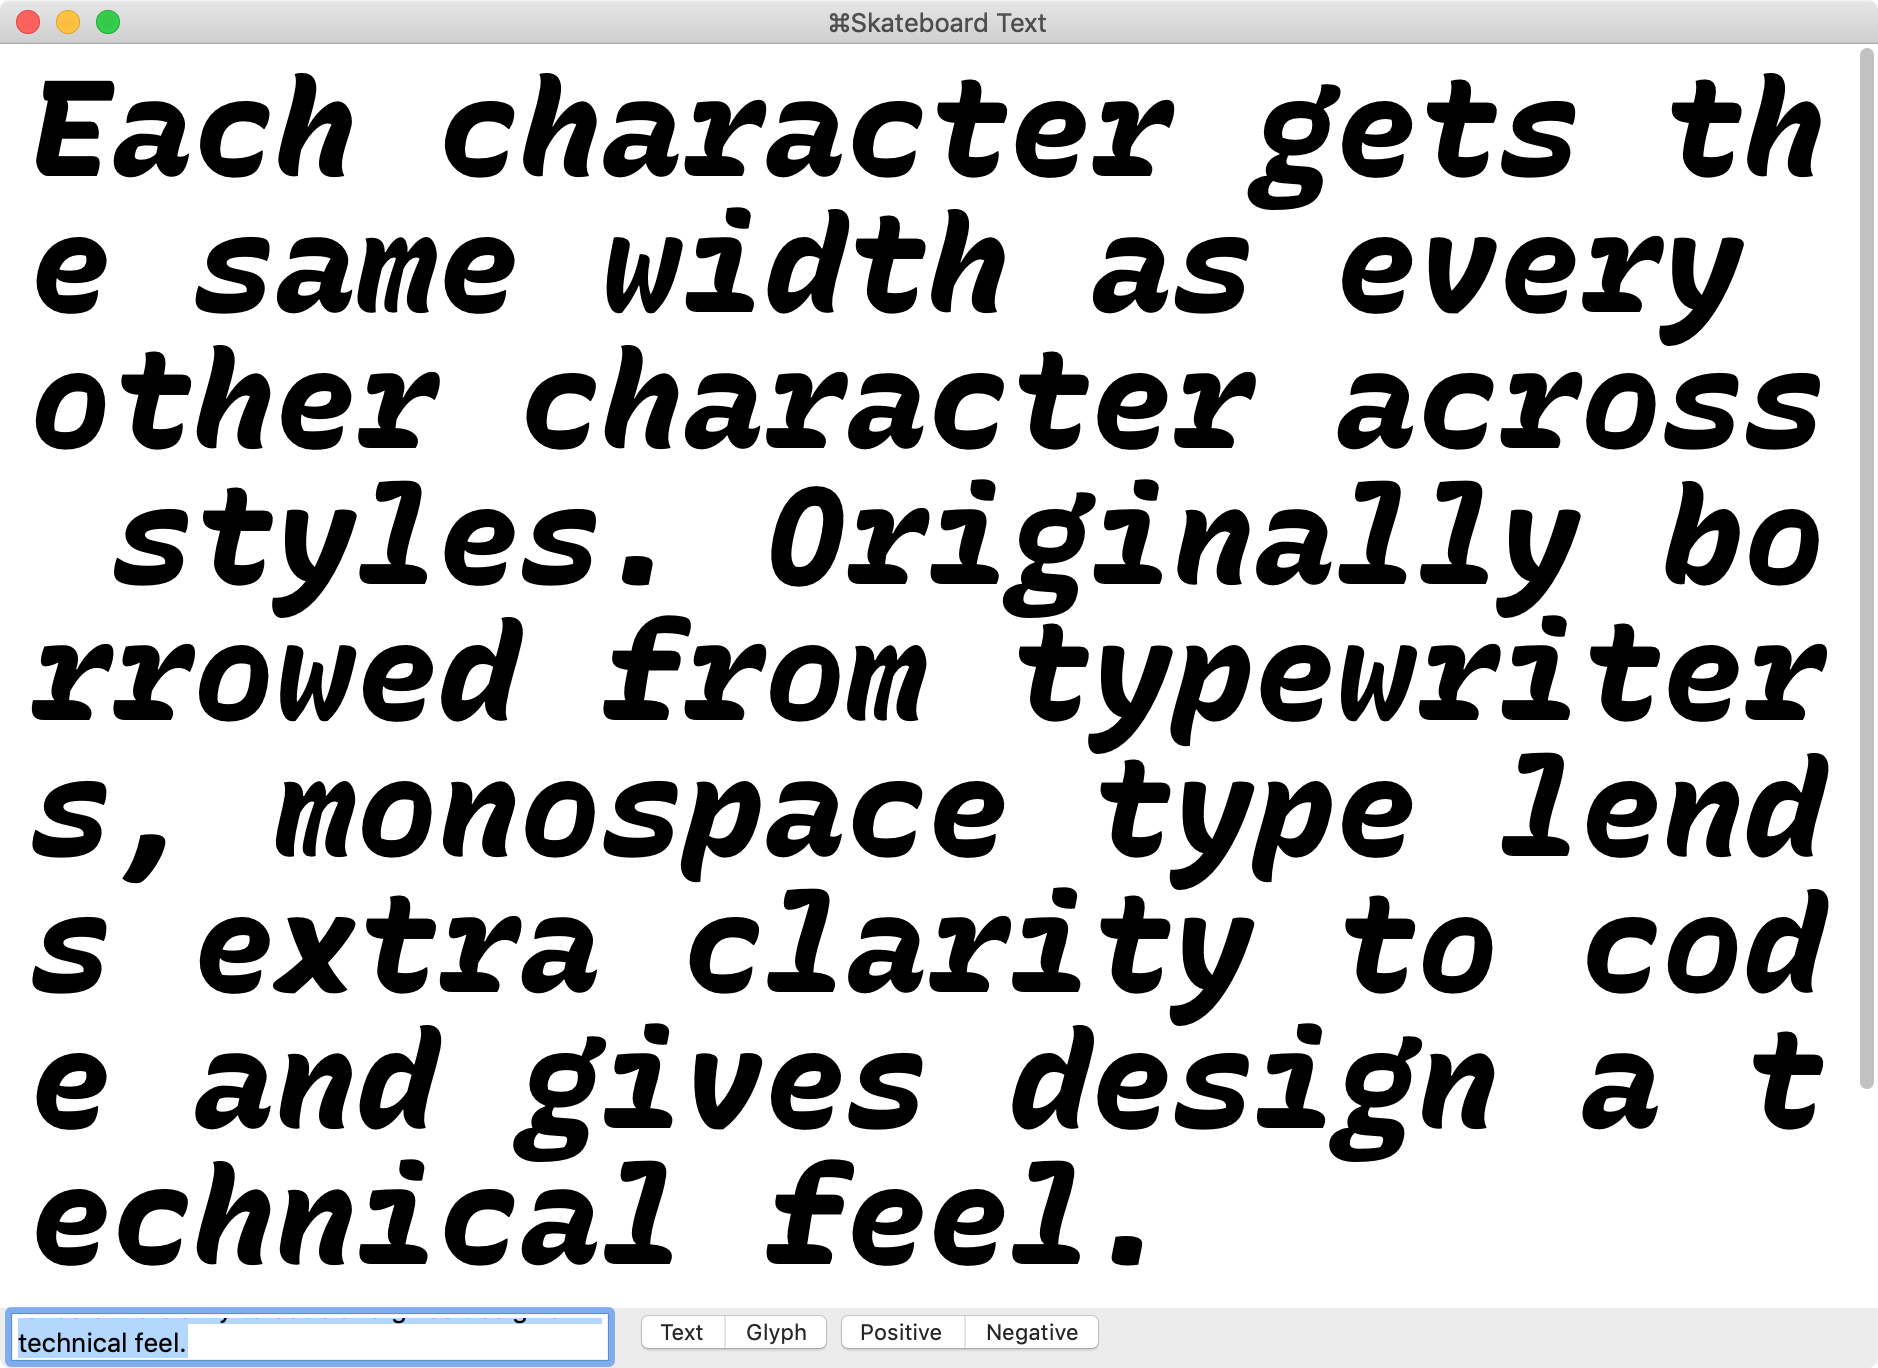 ⌘Skateboard Text
Each character gets th
e same width as every
other character across
styles. Originally bo
rrowed from typewriter
s, monospace type lend
s extra clarity to cod
e and gives design a t
echnical feel.
technical feel.
Text Glyph Positive Negative